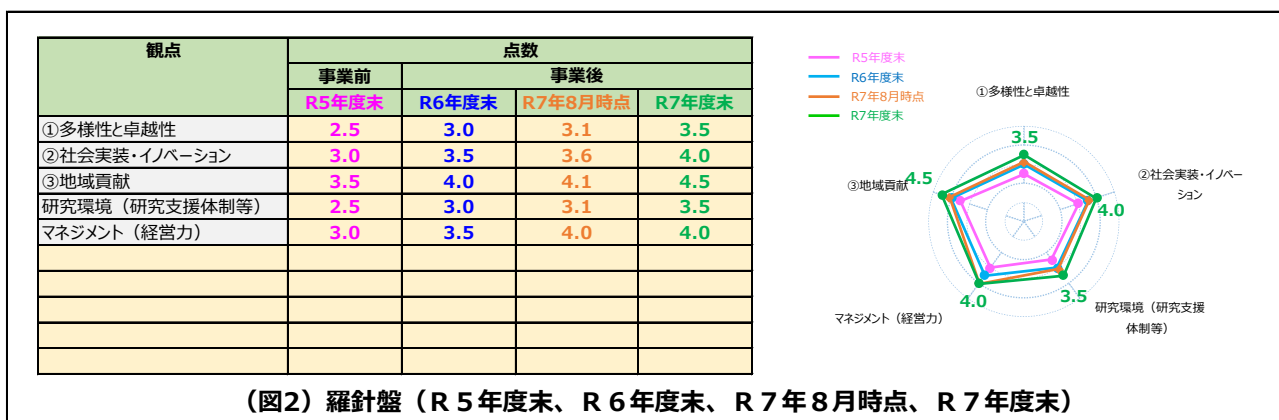 観点 点数
事業前 事業後
R5年度末 R6年度末 R7年8月時点 R7年度末
①多様性と卓越性 2.5 3.0 3.1 3.5
②社会実装・イノベーション 3.0 3.5 3.6 4.0
③地域貢献 3.5 4.0 4.1 4.5
研究環境（研究支援体制等） 2.5 3.0 3.1 3.5
マネジメント（経営力） 3.0 3.5 4.0 4.0
R5年度末
R6年度末
R7年8月時点
R7年度末
①多様性と卓越性
3.5
②社会実装・イノベー
ション
4.0
研究環境（研究支援
体制等）
3.5
マネジメント（経営力）
4.0
③地域貢献
4.5
（図2）羅針盤（Ｒ５年度末、Ｒ６年度末、Ｒ７年８月時点、Ｒ７年度末）